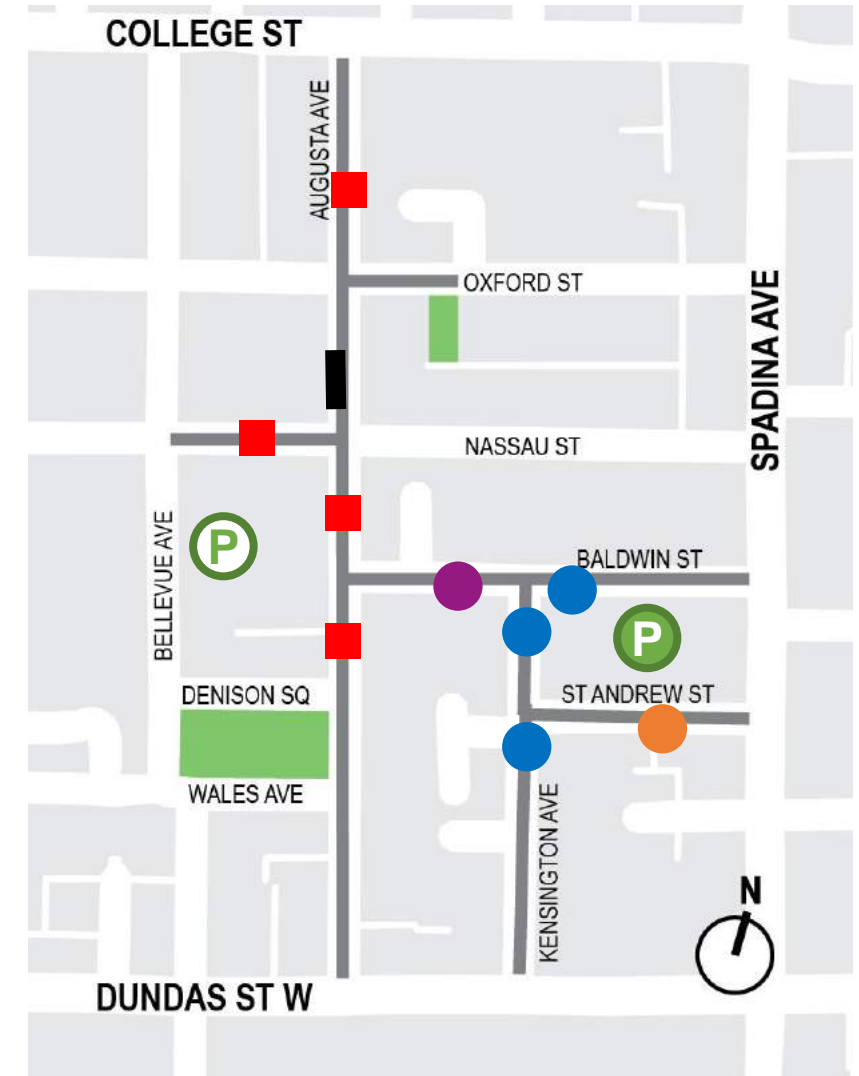 COLLEGE ST
AUGUSTA AVE
OXFORD ST
SPADINA AVE
NASSAU ST
BELLEVUE AVE
P
BALDWIN ST
P
DENISON SQ
ST ANDREW ST
WALES AVE
KENSINGTON AVE
N
DUNDAS ST W